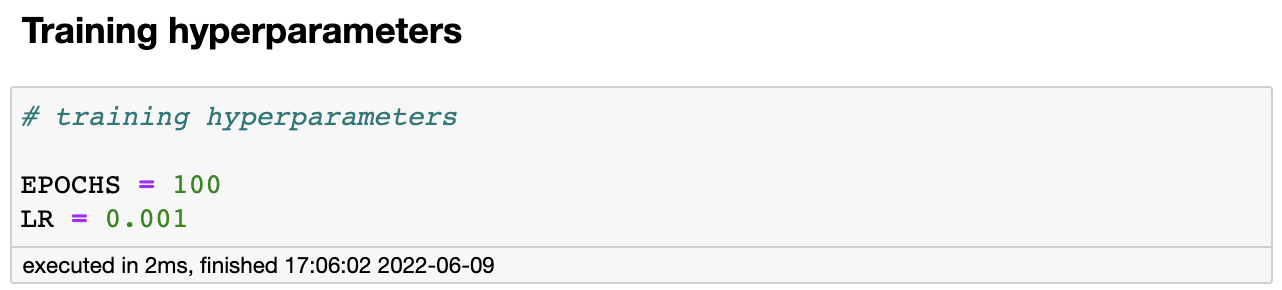 Training hyperparameters
# training hyperparameters
EPOCHS = 100
LR = 0.001
executed in 2ms, finished 17:06:02 2022-06-09